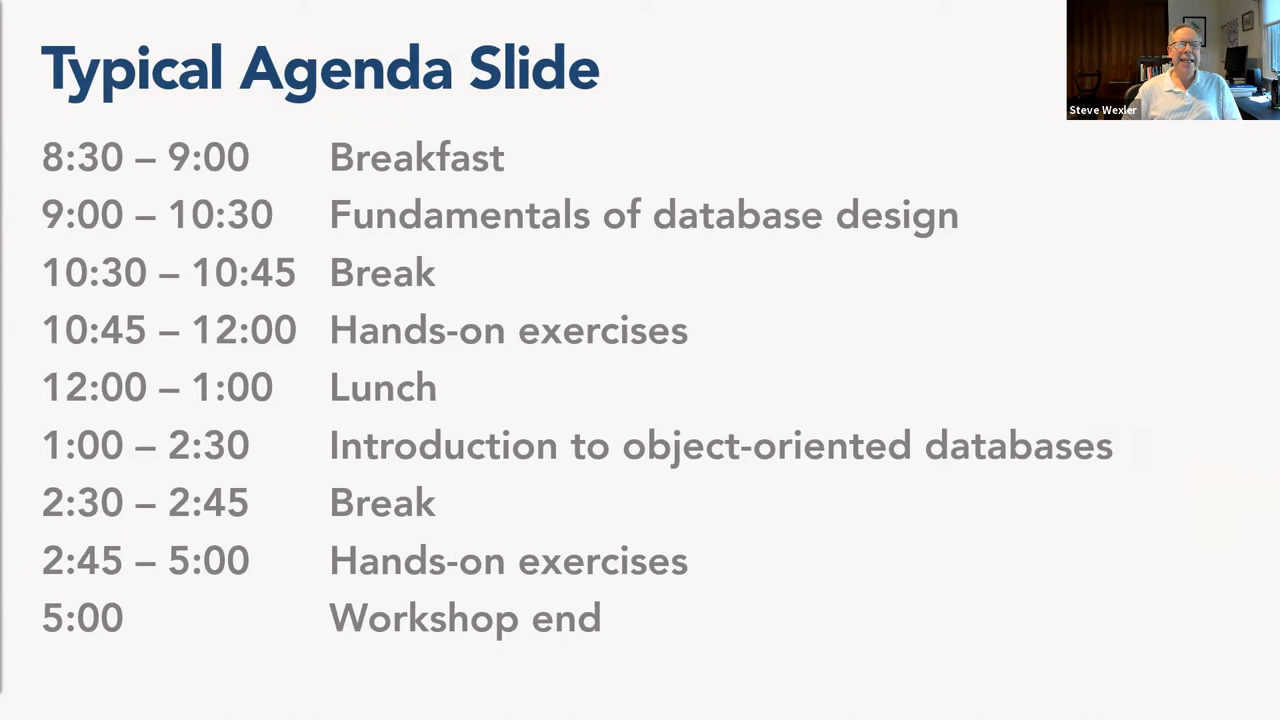 Typical Agenda Slide
Steve Wexler
8:30 – 9:00 Breakfast
9:00 – 10:30 Fundamentals of database design
10:30 – 10:45 Break
10:45 – 12:00 Hands-on exercises
12:00 – 1:00 Lunch
1:00 – 2:30 Introduction to object-oriented databases
2:30 – 2:45 Break
2:45 – 5:00 Hands-on exercises
5:00 Workshop end